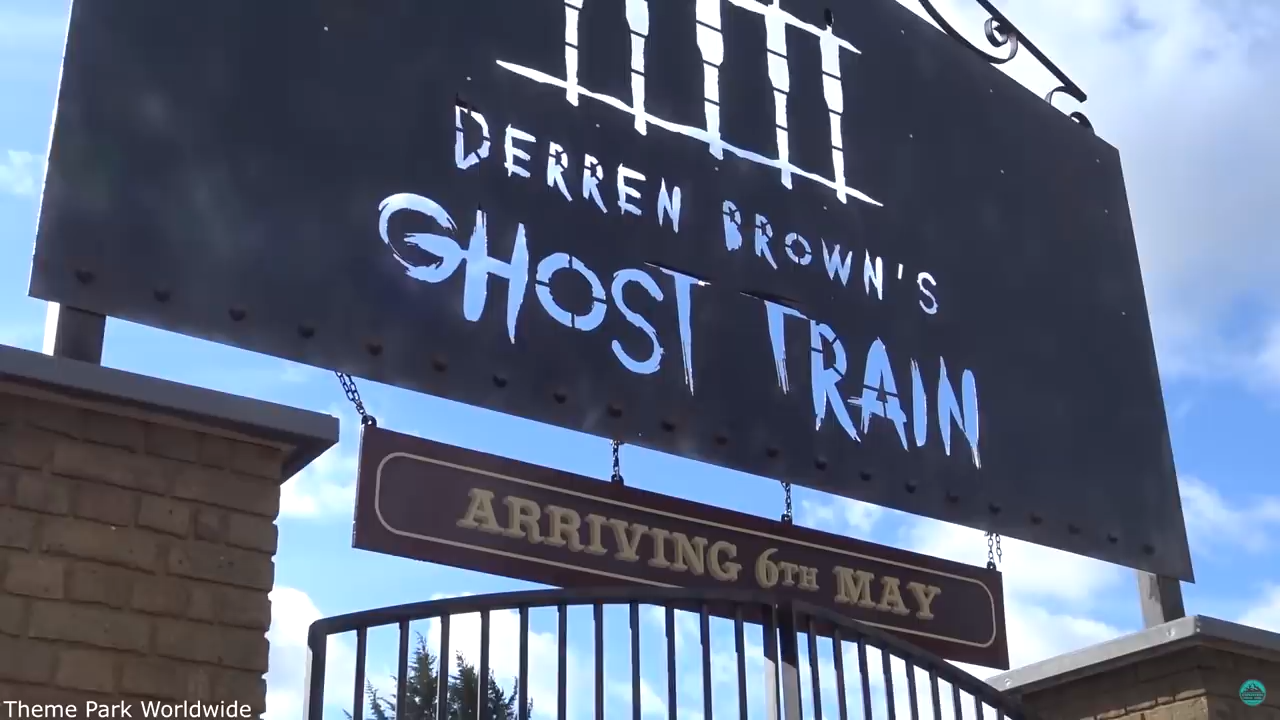 DERREN BROWN'S
GHOST TRAIN
ARRIVING 6TH MAY
Theme Park Worldwide